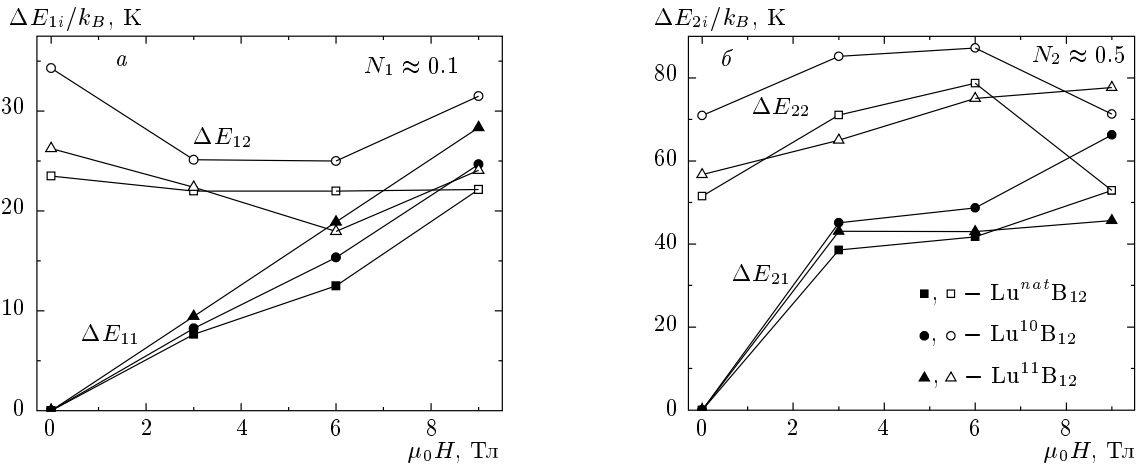 ΔE₁ᵢ/k_B, К
а
N₁ ≈ 0.1
30
20
10
0
ΔE₁₂
ΔE₁₁
0 2 4 6 8
μ₀H, Тл
ΔE₂ᵢ/k_B, К
б
N₂ ≈ 0.5
80
60
40
20
0
ΔE₂₂
ΔE₂₁
■, □ – LuⁿᵃᵗB₁₂
●, ○ – Lu¹⁰B₁₂
▲, △ – Lu¹¹B₁₂
0 2 4 6 8
μ₀H, Тл